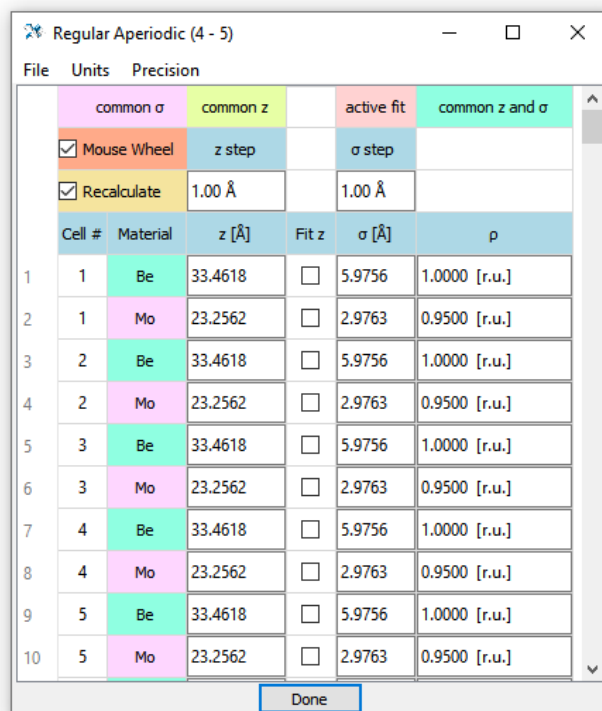 Regular Aperiodic (4 - 5)
File Units Precision
common σ common z active fit common z and σ
Mouse Wheel z step σ step
Recalculate 1.00 Å 1.00 Å
Cell # Material z [Å] Fit z σ [Å] ρ
1 1 Be 33.4618 5.9756 1.0000 [r.u.]
2 1 Mo 23.2562 2.9763 0.9500 [r.u.]
3 2 Be 33.4618 5.9756 1.0000 [r.u.]
4 2 Mo 23.2562 2.9763 0.9500 [r.u.]
5 3 Be 33.4618 5.9756 1.0000 [r.u.]
6 3 Mo 23.2562 2.9763 0.9500 [r.u.]
7 4 Be 33.4618 5.9756 1.0000 [r.u.]
8 4 Mo 23.2562 2.9763 0.9500 [r.u.]
9 5 Be 33.4618 5.9756 1.0000 [r.u.]
10 5 Mo 23.2562 2.9763 0.9500 [r.u.]
Done